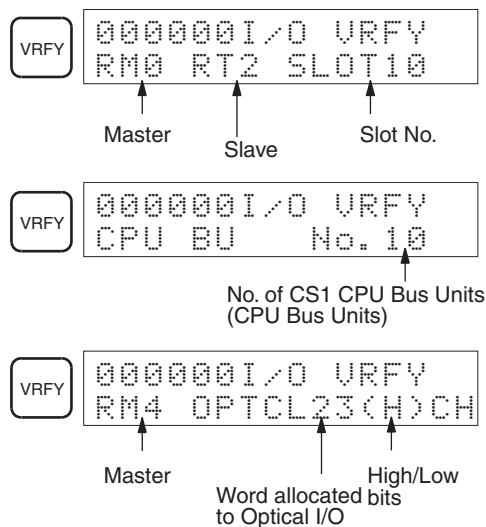 VRFY
000000I/O VRFY
RM0 RT2 SLOT10
Master
Slave
Slot No.
VRFY
000000I/O VRFY
CPU BU No. 10
No. of CS1 CPU Bus Units
(CPU Bus Units)
VRFY
000000I/O VRFY
RM4 OPTCL23(H)CH
Master
Word allocated
to Optical I/O
High/Low
bits